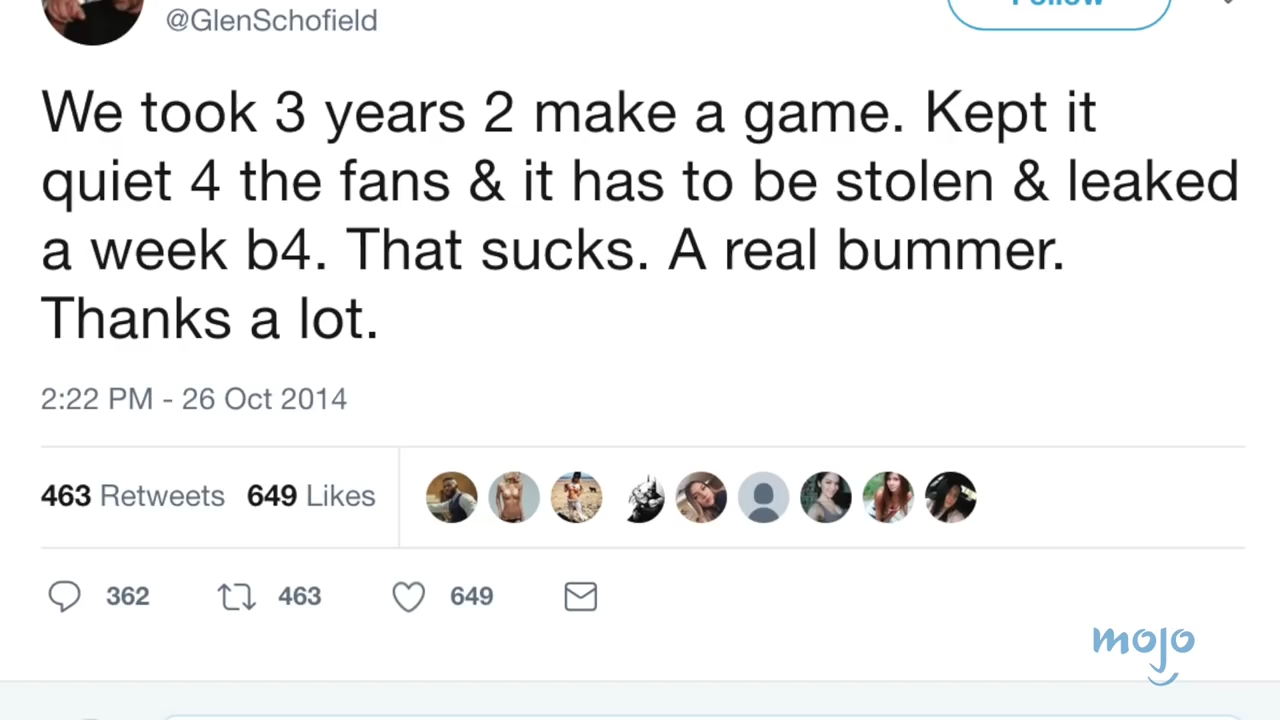 @GlenSchofield
Follow
We took 3 years 2 make a game. Kept it
quiet 4 the fans & it has to be stolen & leaked
a week b4. That sucks. A real bummer.
Thanks a lot.
2:22 PM - 26 Oct 2014
463 Retweets 649 Likes
362 463 649
mojo